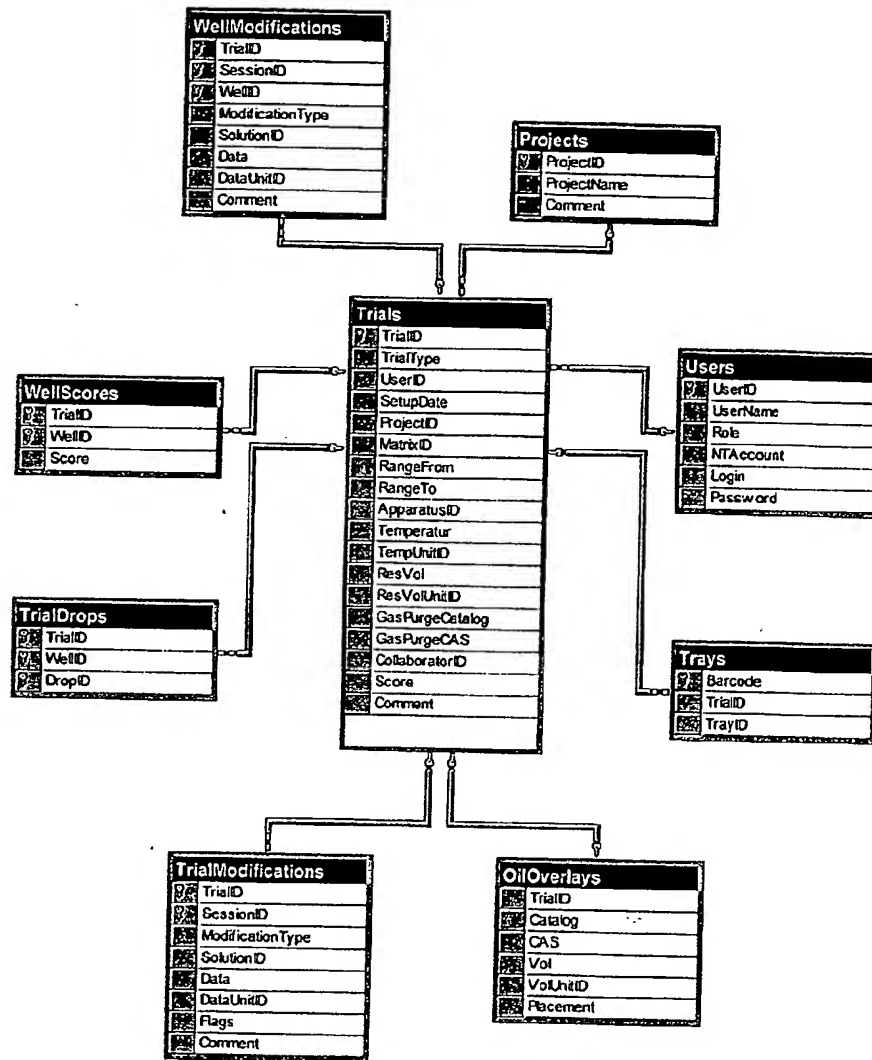 WellModifications
TrialID
SessionID
WellID
ModificationType
SolutionID
Data
DataUnitID
Comment
Projects
ProjectID
ProjectName
Comment
Trials
TrialID
TrialType
UserID
SetupDate
ProjectID
MatrixID
RangeFrom
RangeTo
ApparatusID
Temperatur
TempUnitID
ResVol
ResVolUnitID
GasPurgeCatalog
GasPurgeCAS
CollaboratorID
Score
Comment
WellScores
TrialID
WellID
Score
Users
UserID
UserName
Role
NTAccount
Login
Password
TrialDrops
TrialID
WellID
DropID
Trays
Barcode
TrialID
TrayID
TrialModifications
TrialID
SessionID
ModificationType
SolutionID
Data
DataUnitID
Flags
Comment
OilOverlays
TrialID
Catalog
CAS
Vol
VolUnitID
Placement